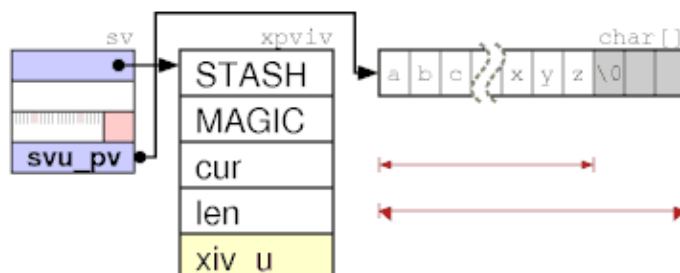 sv xpviv char[]
STASH a b c x y z \0
MAGIC
svu_pv
cur
len
xiv_u